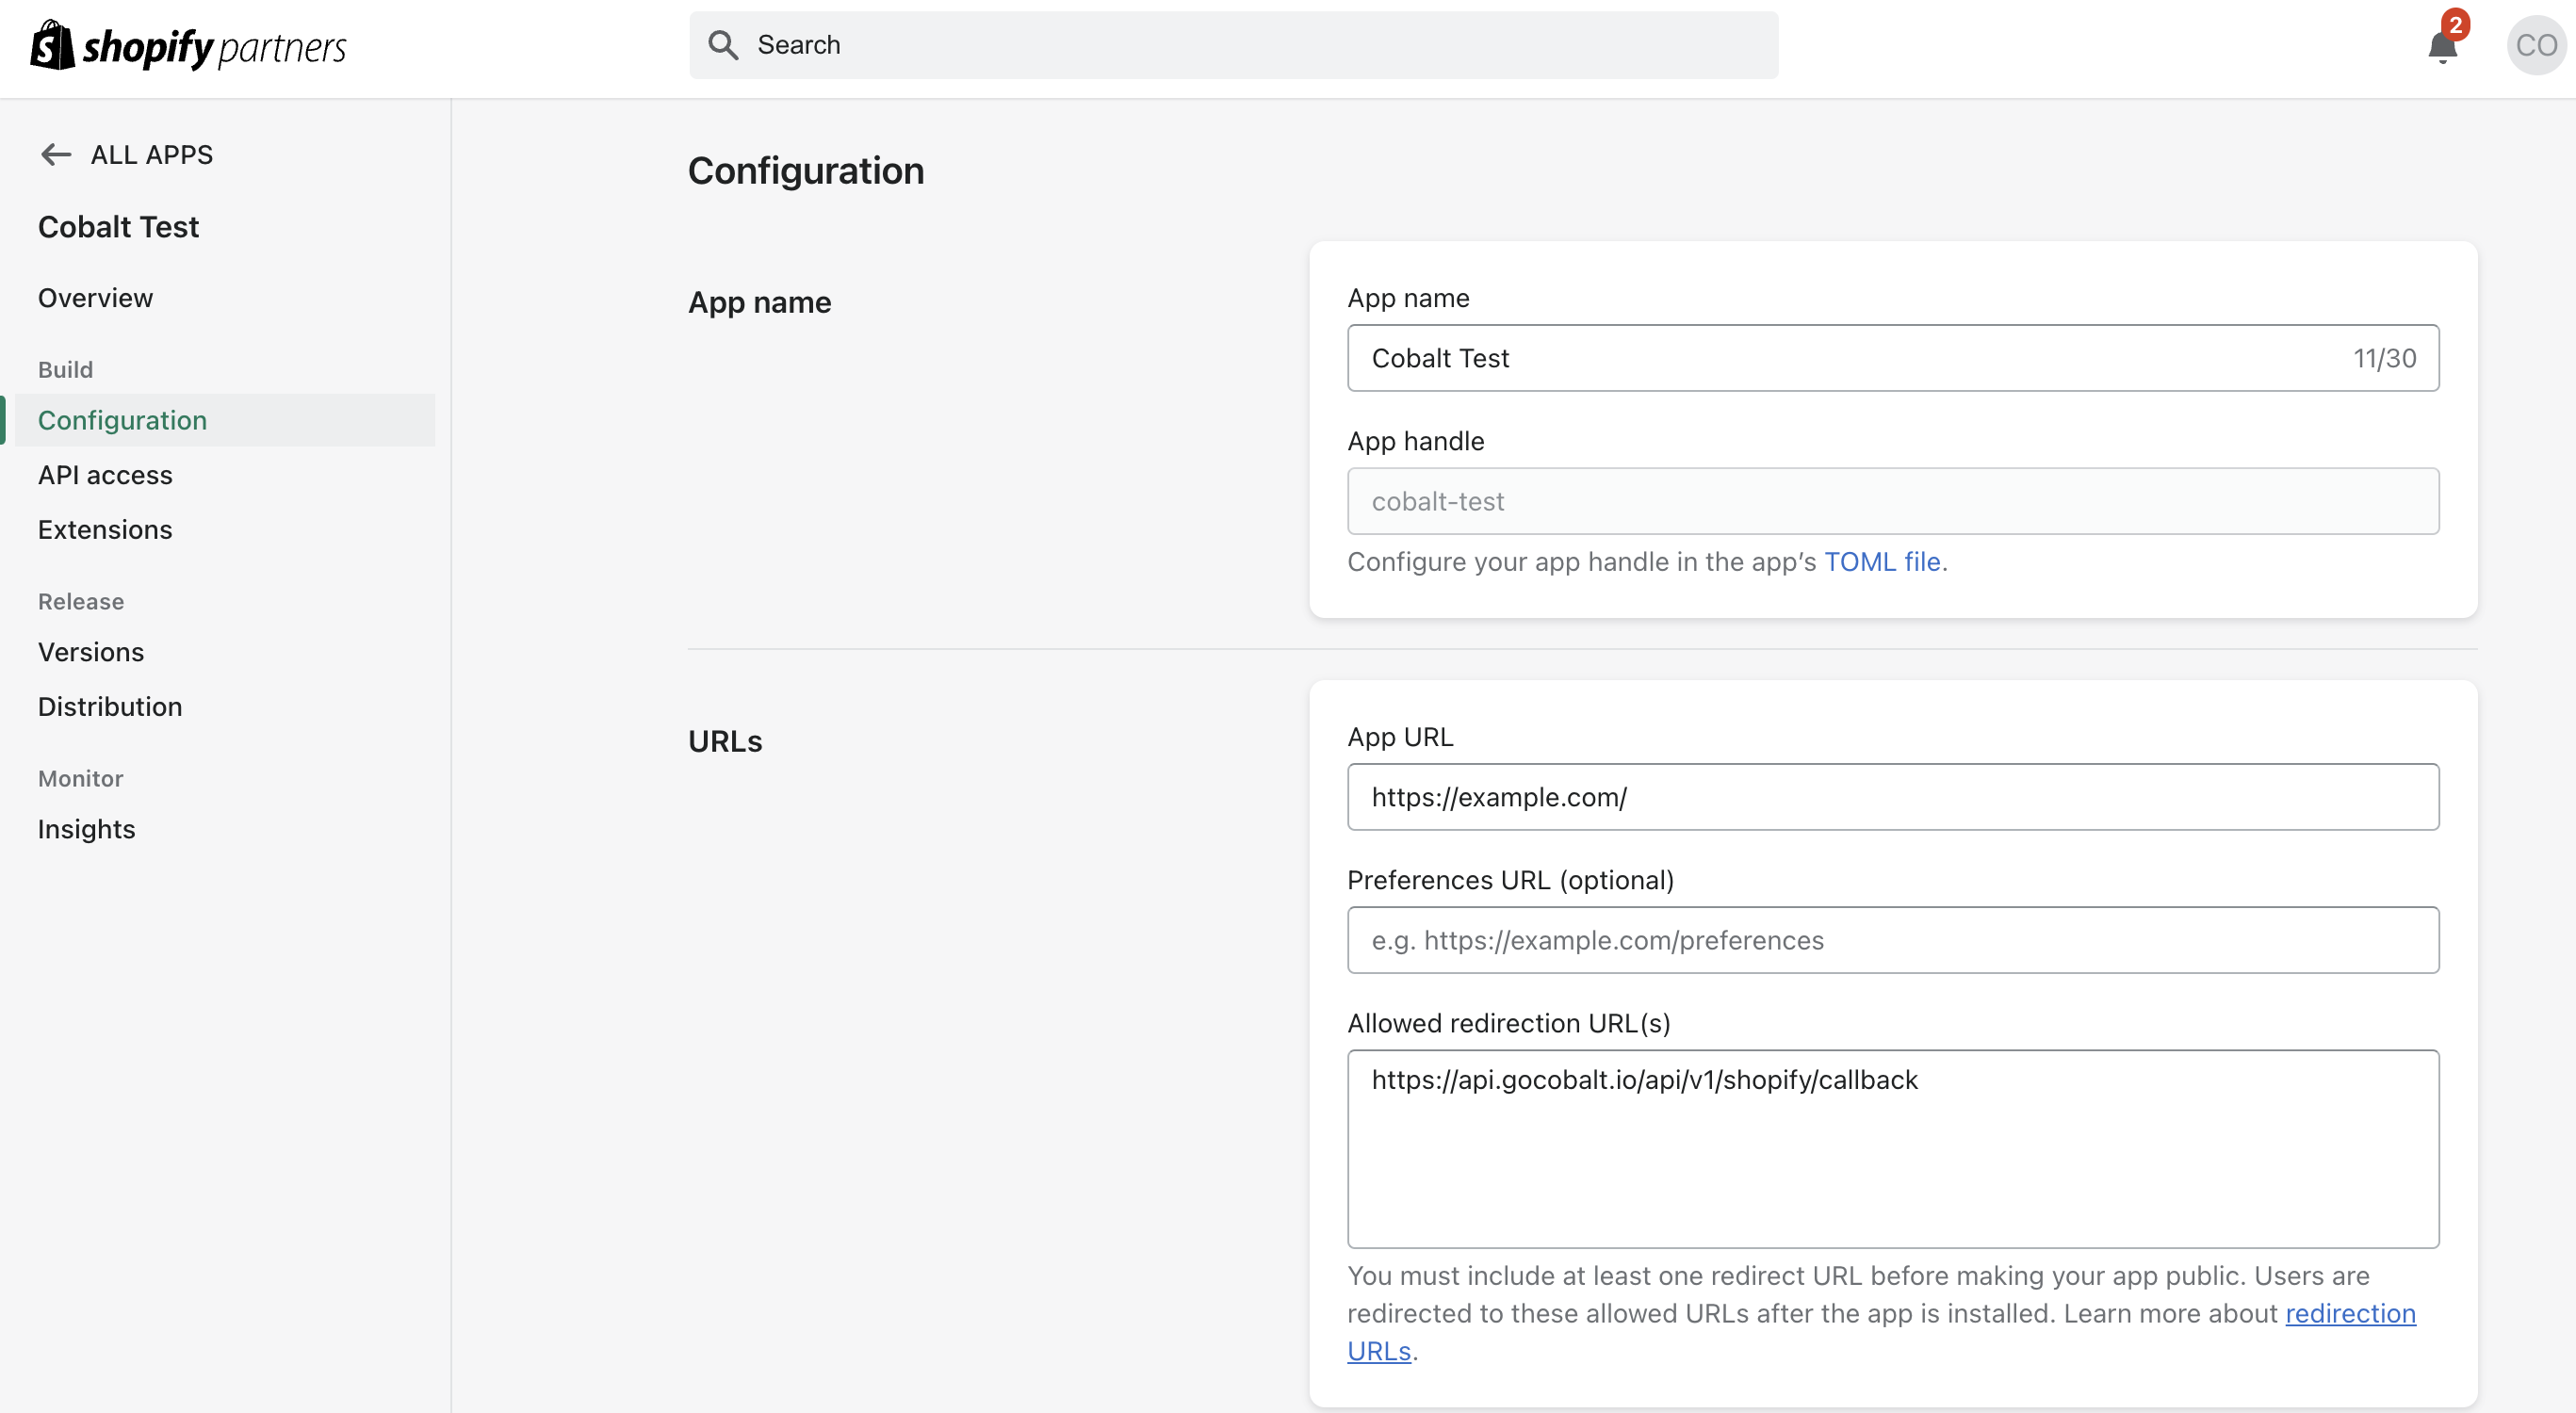 shopify partners
Search
2
CO
ALL APPS
Cobalt Test
Overview
Build
Configuration
API access
Extensions
Release
Versions
Distribution
Monitor
Insights
Configuration
App name
App name
Cobalt Test 11/30
App handle
cobalt-test
Configure your app handle in the app’s TOML file.
URLs
App URL
https://example.com/
Preferences URL (optional)
e.g. https://example.com/preferences
Allowed redirection URL(s)
https://api.gocobalt.io/api/v1/shopify/callback
You must include at least one redirect URL before making your app public. Users are
redirected to these allowed URLs after the app is installed. Learn more about redirection
URLs.